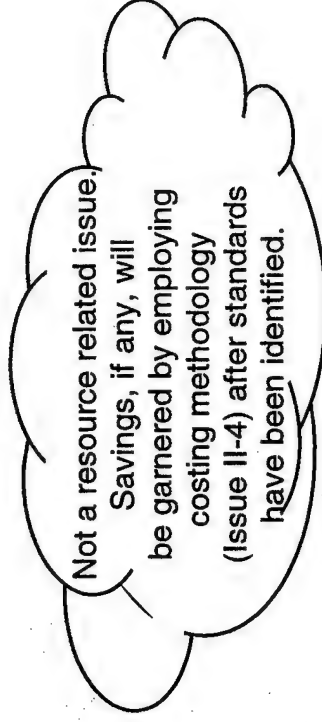 Not a resource related issue.
Savings, if any, will
be garnered by employing
costing methodology
(Issue II-4) after standards
have been identified.